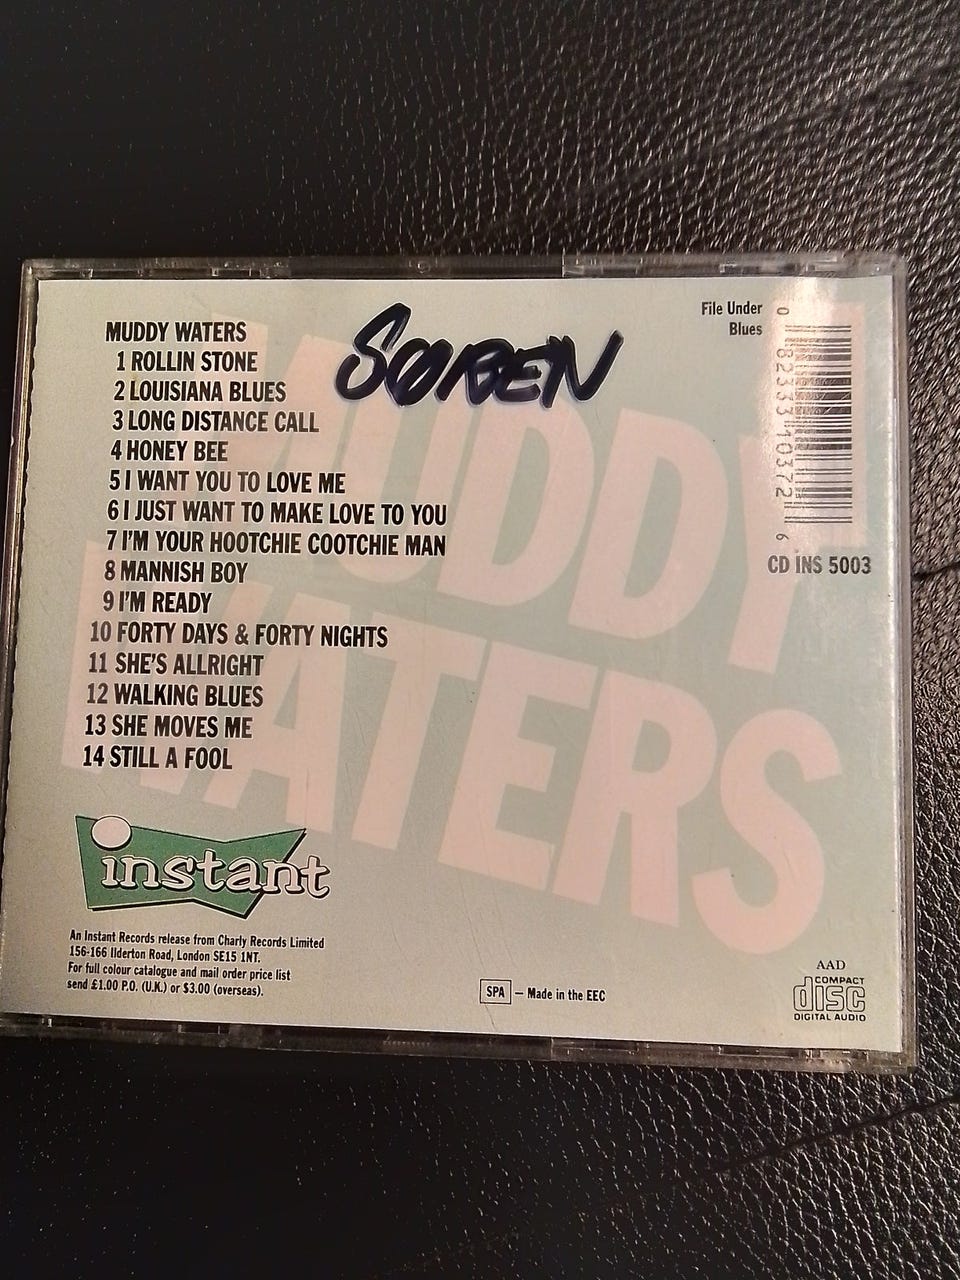 MUDDY WATERS
1 ROLLIN STONE
2 LOUISIANA BLUES
3 LONG DISTANCE CALL
4 HONEY BEE
5 I WANT YOU TO LOVE ME
6 I JUST WANT TO MAKE LOVE TO YOU
7 I'M YOUR HOOTCHIE COOTCHIE MAN
8 MANNISH BOY
9 I'M READY
10 FORTY DAYS & FORTY NIGHTS
11 SHE'S ALLRIGHT
12 WALKING BLUES
13 SHE MOVES ME
14 STILL A FOOL
SØREN
File Under
Blues
0 82333 10372 6
CD INS 5003
MUDDY
WATERS
instant
An Instant Records release from Charly Records Limited
156-166 Ilderton Road, London SE15 1NT.
For full colour catalogue and mail order price list
send £1.00 P.O. (U.K.) or $3.00 (overseas).
SPA – Made in the EEC
AAD
COMPACT
disc
DIGITAL AUDIO